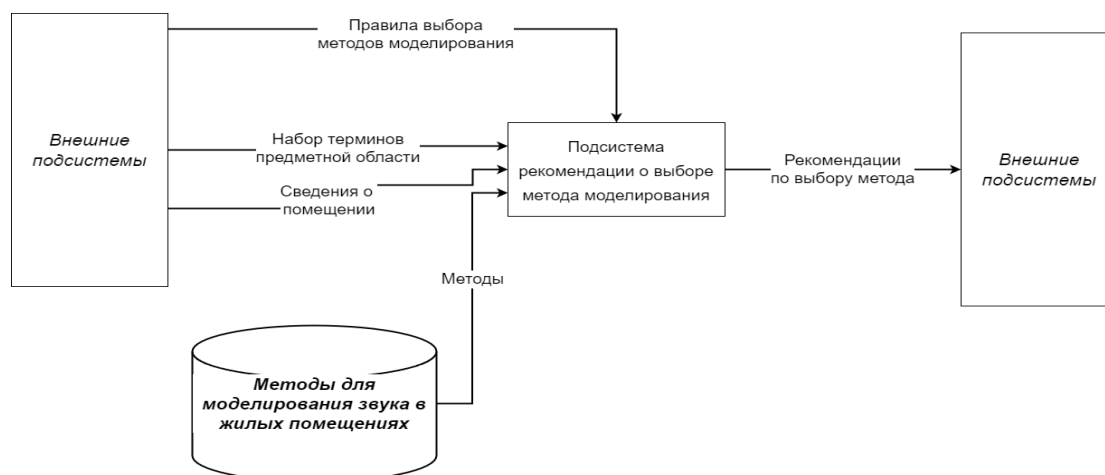 Правила выбора
методов моделирования
Внешние
подсистемы
Набор терминов
предметной области
Сведения о
помещении
Подсистема
рекомендации о выборе
метода моделирования
Рекомендации
по выбору метода
Внешние
подсистемы
Методы
Методы для
моделирования звука в
жилых помещениях